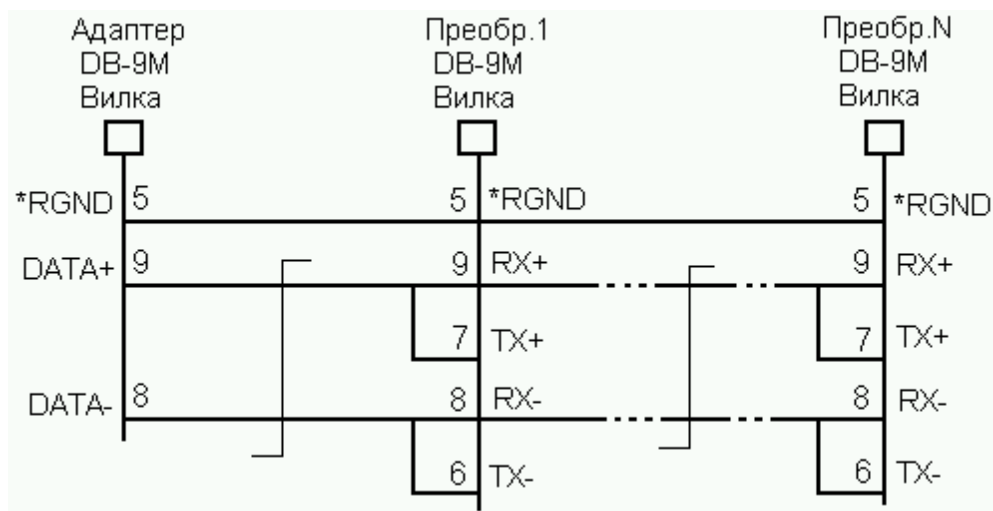 Адаптер
DB-9M
Вилка
Преобр.1
DB-9M
Вилка
Преобр.N
DB-9M
Вилка
*RGND 5 5 *RGND 5 *RGND
DATA+ 9 9 RX+ 9 RX+
7 TX+ 7 TX+
DATA- 8 8 RX- 8 RX-
6 TX- 6 TX-